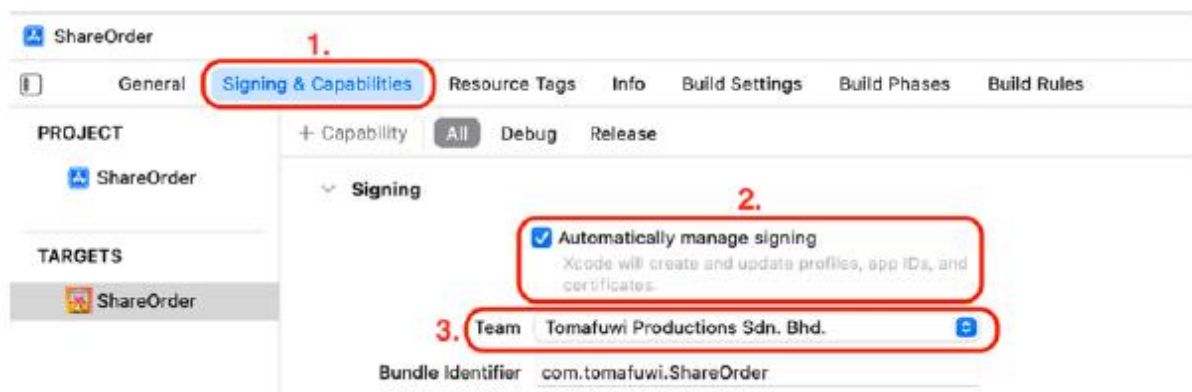 ShareOrder
1.
General Signing & Capabilities Resource Tags Info Build Settings Build Phases Build Rules
PROJECT
+ Capability All Debug Release
ShareOrder
Signing
2.
Automatically manage signing
Xcode will create and update profiles, app IDs, and
certificates.
TARGETS
ShareOrder
3. Team Tomafuwi Productions Sdn. Bhd.
Bundle Identifier com.tomafuwi.ShareOrder